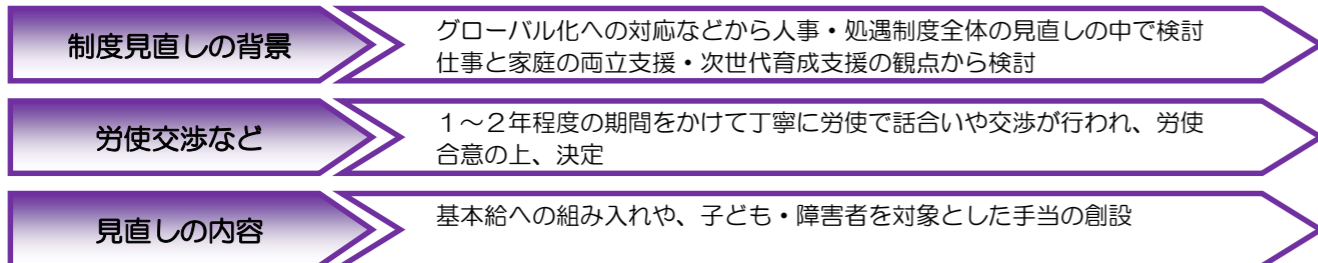 制度見直しの背景
グローバル化への対応などから人事・処遇制度全体の見直しの中で検討
仕事と家庭の両立支援・次世代育成支援の観点から検討
労使交渉など
１～２年程度の期間をかけて丁寧に労使で話合いや交渉が行われ、労使
合意の上、決定
見直しの内容
基本給への組み入れや、子ども・障害者を対象とした手当の創設